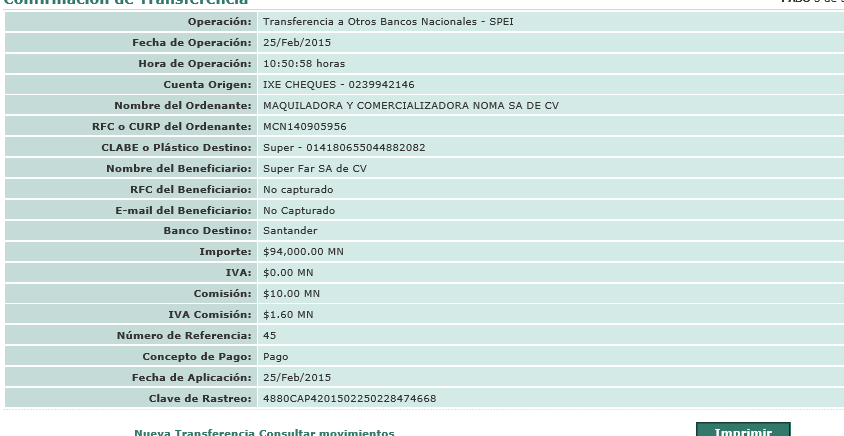 Confirmación de Transferencia
Operación: Transferencia a Otros Bancos Nacionales - SPEI
Fecha de Operación: 25/Feb/2015
Hora de Operación: 10:50:58 horas
Cuenta Origen: IXE CHEQUES - 0239942146
Nombre del Ordenante: MAQUILADORA Y COMERCIALIZADORA NOMA SA DE CV
RFC o CURP del Ordenante: MCN140905956
CLABE o Plástico Destino: Super - 014180655044882082
Nombre del Beneficiario: Super Far SA de CV
RFC del Beneficiario: No capturado
E-mail del Beneficiario: No Capturado
Banco Destino: Santander
Importe: $94,000.00 MN
IVA: $0.00 MN
Comisión: $10.00 MN
IVA Comisión: $1.60 MN
Número de Referencia: 45
Concepto de Pago: Pago
Fecha de Aplicación: 25/Feb/2015
Clave de Rastreo: 4880CAP4201502250228474668
Nueva Transferencia Consultar movimientos Imprimir